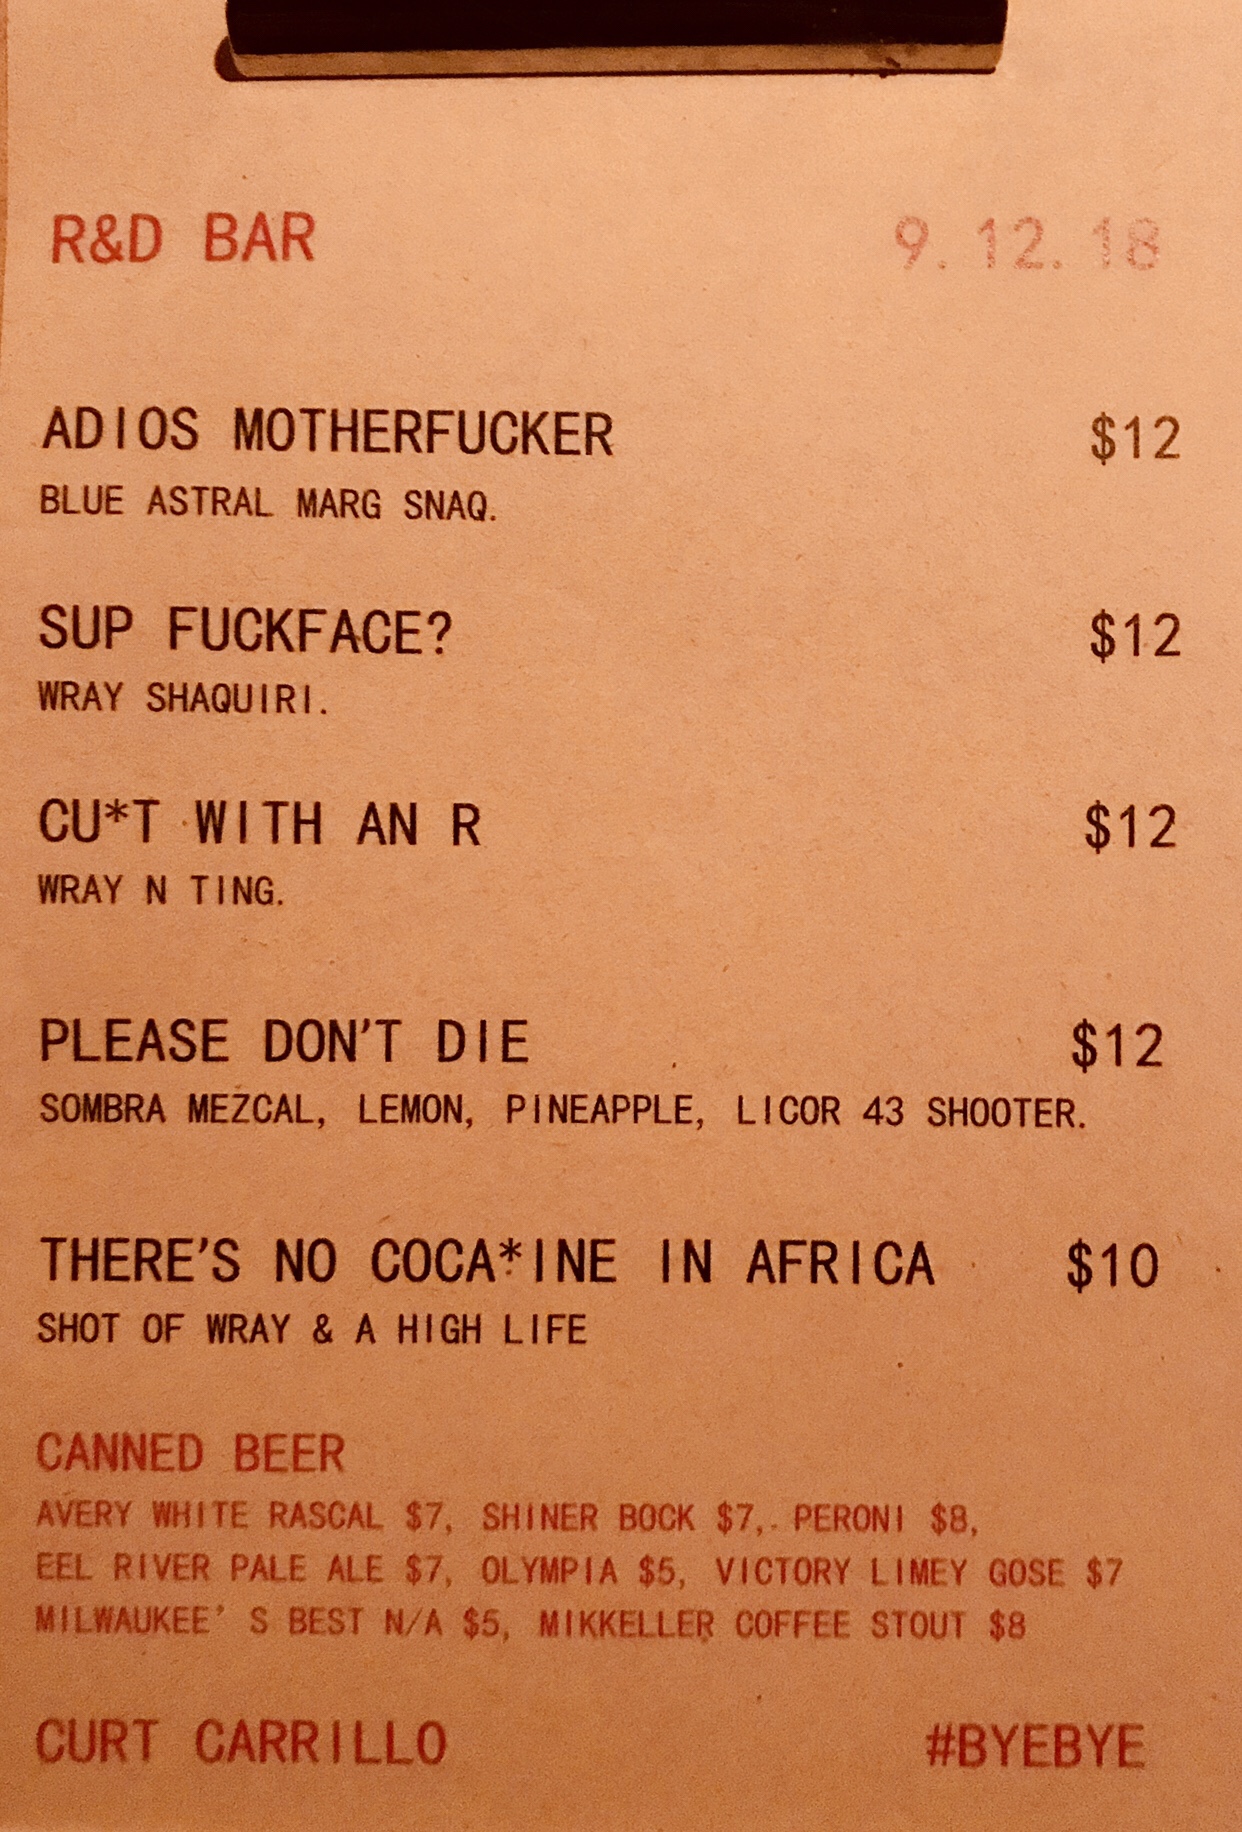 R&D BAR 9.12.18
ADIOS MOTHERFUCKER $12
BLUE ASTRAL MARG SNAQ.
SUP FUCKFACE? $12
WRAY SHAQUIRI.
CU*T WITH AN R $12
WRAY N TING.
PLEASE DON'T DIE $12
SOMBRA MEZCAL, LEMON, PINEAPPLE, LICOR 43 SHOOTER.
THERE'S NO COCA*INE IN AFRICA $10
SHOT OF WRAY & A HIGH LIFE
CANNED BEER
AVERY WHITE RASCAL $7, SHINER BOCK $7, PERONI $8,
EEL RIVER PALE ALE $7, OLYMPIA $5, VICTORY LIMEY GOSE $7
MILWAUKEE' S BEST N/A $5, MIKKELLER COFFEE STOUT $8
CURT CARRILLO #BYEBYE